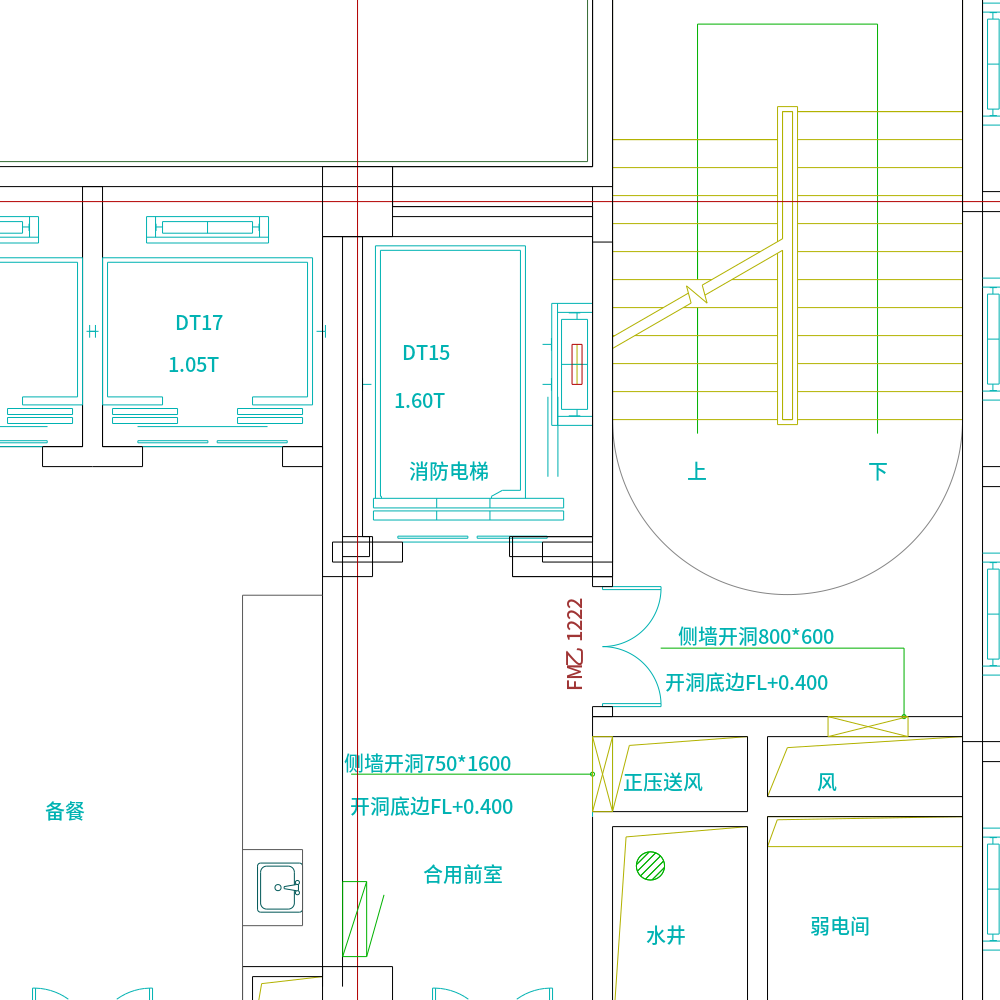 DT17
1.05T
DT15
1.60T
消防电梯
上
下
FM乙 1222
侧墙开洞800*600
开洞底边FL+0.400
侧墙开洞750*1600
开洞底边FL+0.400
正压送风
风
备餐
合用前室
水井
弱电间